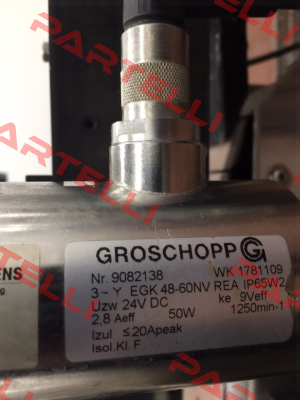 PARTELLI
PARTELLI
PARTELLI
GROSCHOPP G
ENS
Nr. 9082138 WK 1781109
3 ~ Y EGK 48-60NV REA IP65W2
Uzw 24V DC ke 9Veff
2,8 Aeff 50W 1250min-1
Izul ≤20Apeak
Isol.Kl. F